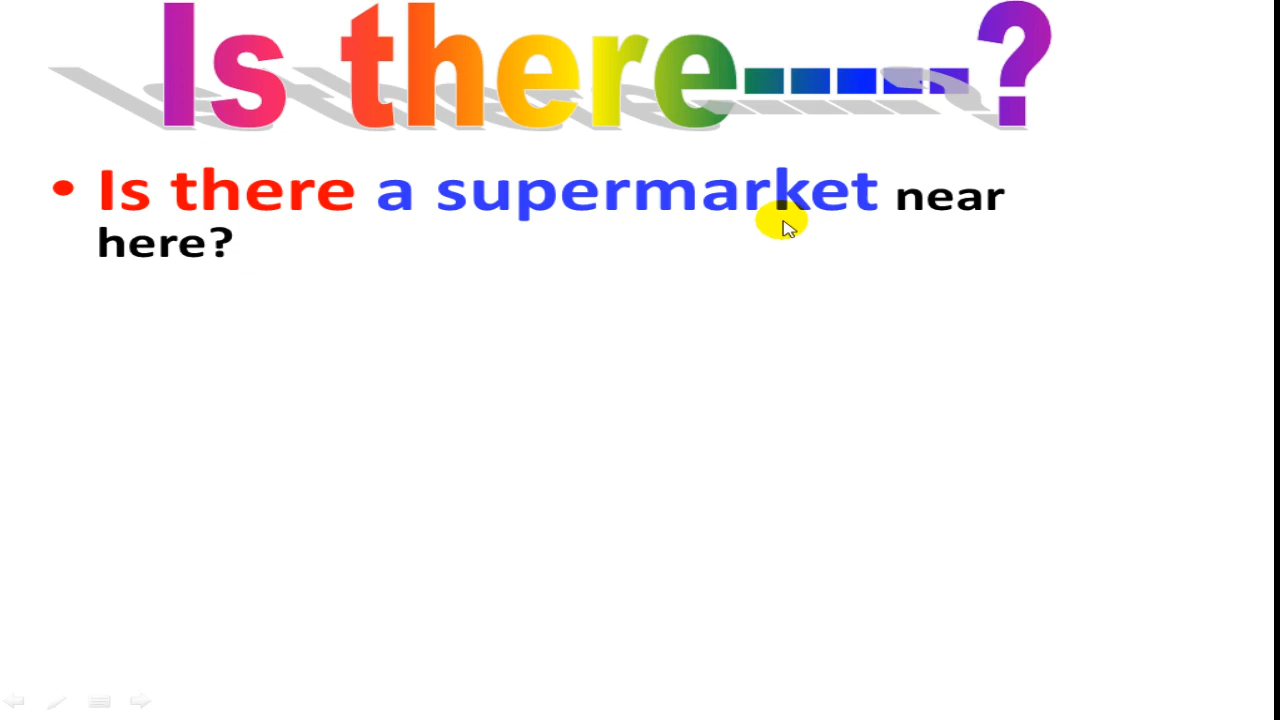 Is there-----?
• Is there a supermarket near
here?